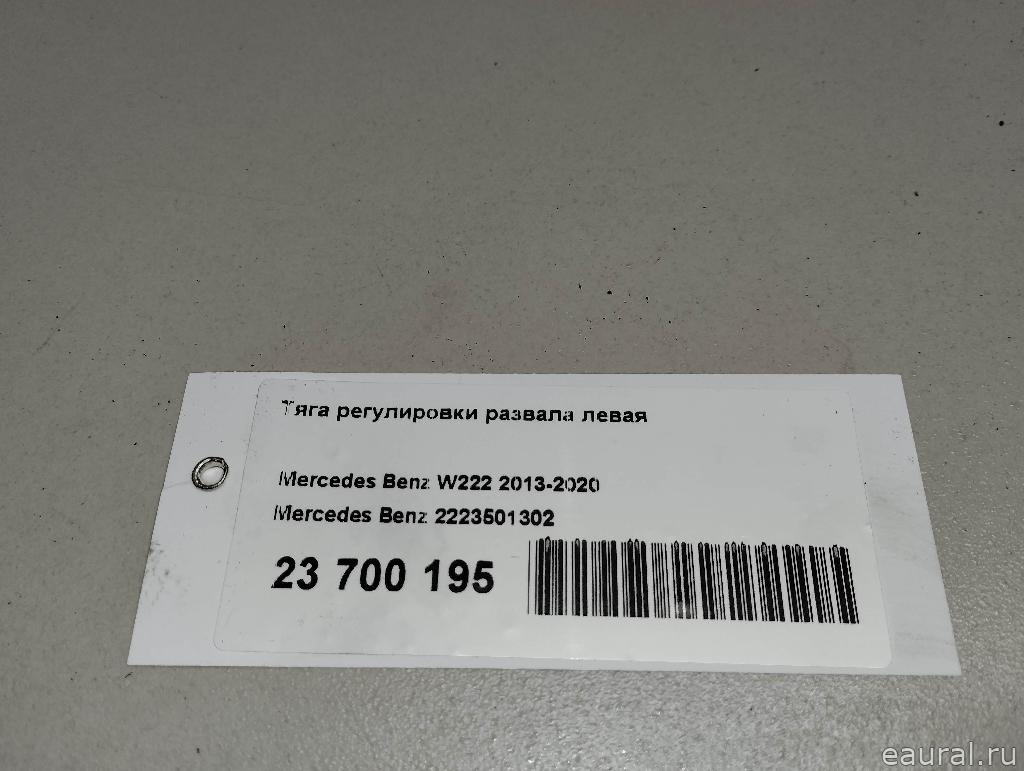 Тяга регулировки развала левая
Mercedes Benz W222 2013-2020
Mercedes Benz 2223501302
23 700 195
eaural.ru